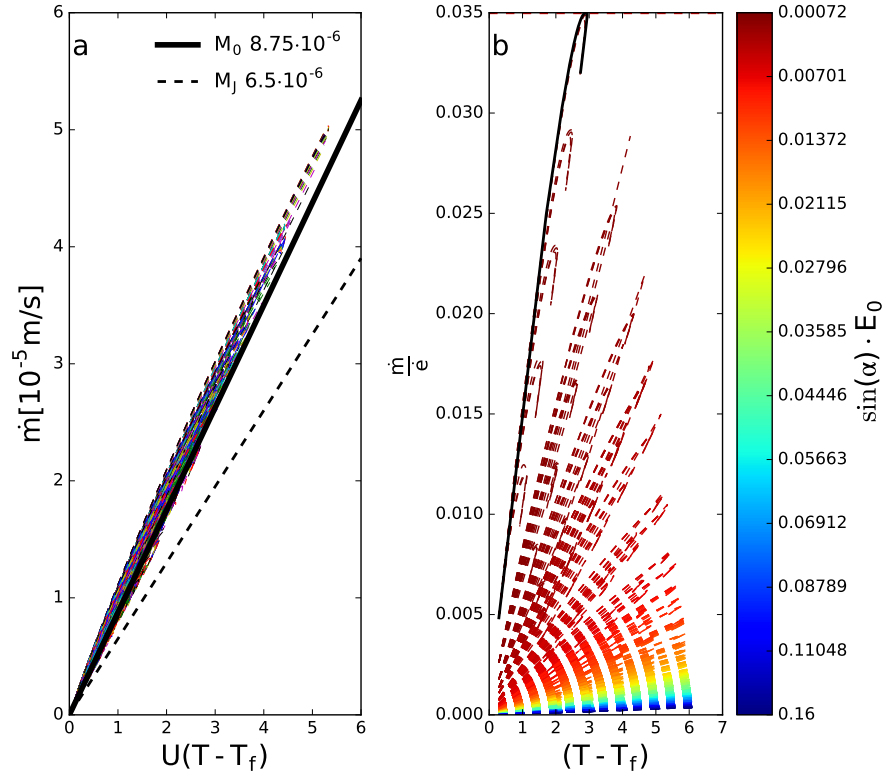 a
M₀ 8.75·10⁻⁶
M_J 6.5·10⁻⁶
6
5
4
3
2
1
0
ṁ[10⁻⁵m/s]
0 1 2 3 4 5 6
U(T-T_f)
b
0.035
0.030
0.025
0.020
0.015
0.010
0.005
0.000
ṁ/ė
0 1 2 3 4 5 6 7
(T-T_f)
0.00072
0.00701
0.01372
0.02115
0.02796
0.03585
0.04446
0.05663
0.06912
0.08789
0.11048
0.16
sin(α)·E₀